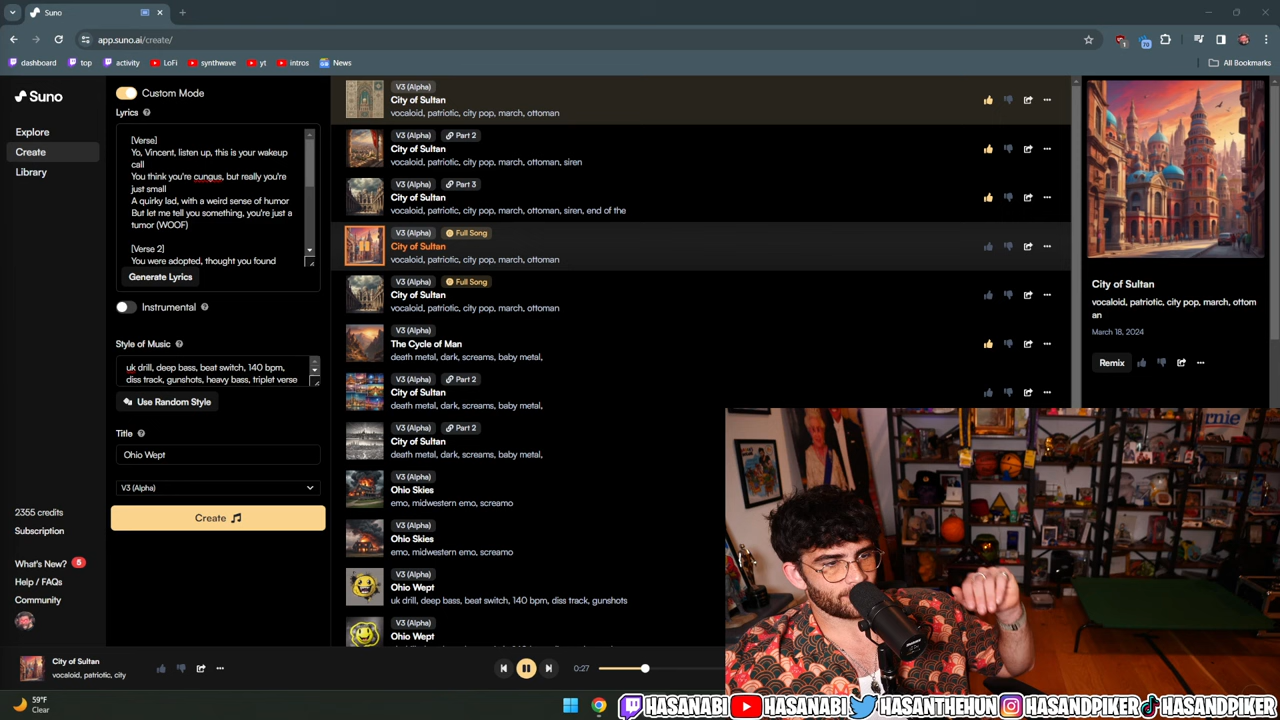 Suno
app.suno.ai/create/
1
70
dashboard
top
activity
LoFi
synthwave
yt
intros
News
All Bookmarks
Suno
Explore
Create
Library
2355 credits
Subscription
What's New?
5
Help / FAQs
Community
Custom Mode
Lyrics
[Verse]
Yo, Vincent, listen up, this is your wakeup
call
You think you're cungus, but really you're
just small
A quirky lad, with a weird sense of humor
But let me tell you something, you're just a
tumor (WOOF)
[Verse 2]
You were adopted, thought you found
Generate Lyrics
Instrumental
Style of Music
uk drill, deep bass, beat switch, 140 bpm,
diss track, gunshots, heavy bass, triplet verse
Use Random Style
Title
Ohio Wept
V3 (Alpha)
Create
V3 (Alpha)
City of Sultan
vocaloid, patriotic, city pop, march, ottoman
V3 (Alpha) Part 2
City of Sultan
vocaloid, patriotic, city pop, march, ottoman, siren
V3 (Alpha) Part 3
City of Sultan
vocaloid, patriotic, city pop, march, ottoman, siren, end of the
V3 (Alpha) Full Song
City of Sultan
vocaloid, patriotic, city pop, march, ottoman
V3 (Alpha) Full Song
City of Sultan
vocaloid, patriotic, city pop, march, ottoman
V3 (Alpha)
The Cycle of Man
death metal, dark, screams, baby metal,
V3 (Alpha) Part 2
City of Sultan
death metal, dark, screams, baby metal,
V3 (Alpha) Part 2
City of Sultan
death metal, dark, screams, baby metal,
V3 (Alpha)
Ohio Skies
emo, midwestern emo, screamo
V3 (Alpha)
Ohio Skies
emo, midwestern emo, screamo
V3 (Alpha)
Ohio Wept
uk drill, deep bass, beat switch, 140 bpm, diss track, gunshots
V3 (Alpha)
Ohio Wept
City of Sultan
vocaloid, patriotic, city pop, march, ottom
an
March 18, 2024
Remix
City of Sultan
vocaloid, patriotic, city
0:27
59°F
Clear
HASANABI HASANABI HASANTHEHUN HASANDPIKER HASANDPIKER